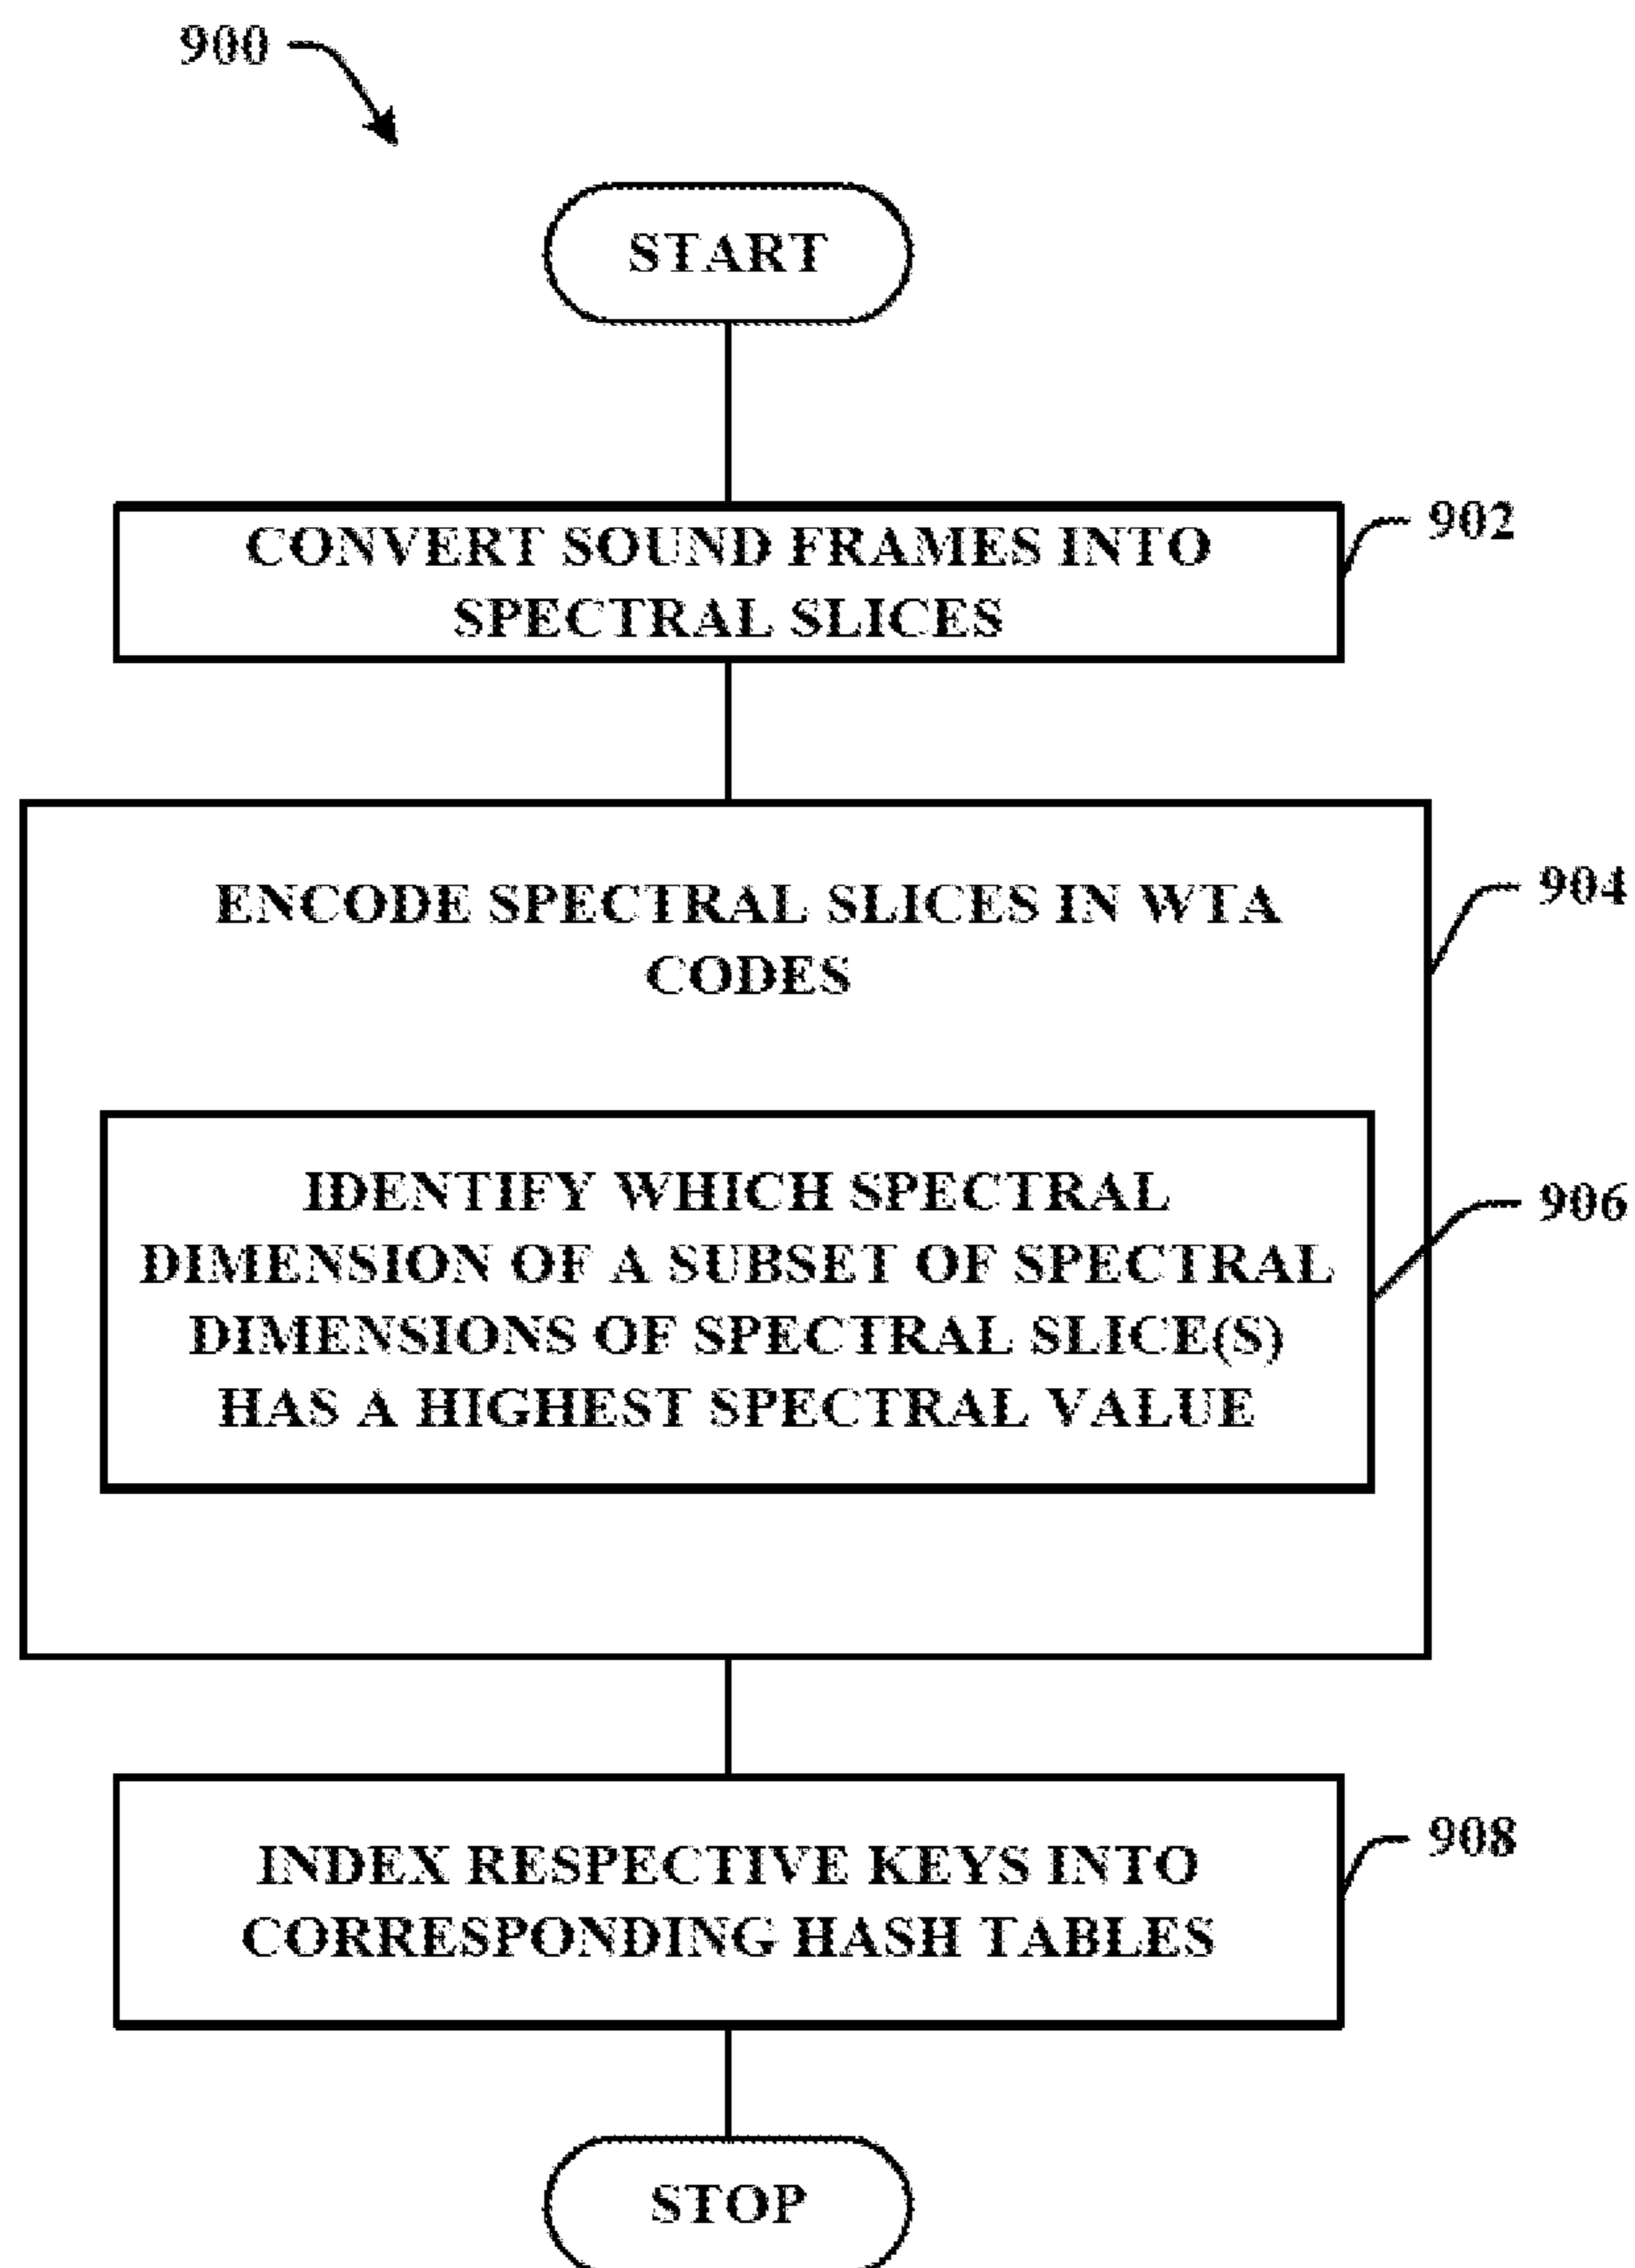 900
START
CONVERT SOUND FRAMES INTO
SPECTRAL SLICES
902
ENCODE SPECTRAL SLICES IN WTA
CODES
904
IDENTIFY WHICH SPECTRAL
DIMENSION OF A SUBSET OF SPECTRAL
DIMENSIONS OF SPECTRAL SLICE(S)
HAS A HIGHEST SPECTRAL VALUE
906
INDEX RESPECTIVE KEYS INTO
CORRESPONDING HASH TABLES
908
STOP